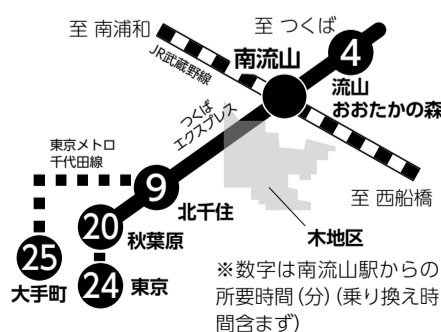 至 南浦和
至 つくば
JR武蔵野線
南流山
4
流山
おおたかの森
つくば
エクスプレス
東京メトロ
千代田線
9
北千住
至 西船橋
20
秋葉原
木地区
25
大手町
24
東京
※数字は南流山駅からの
所要時間(分)(乗り換え時
間含まず)